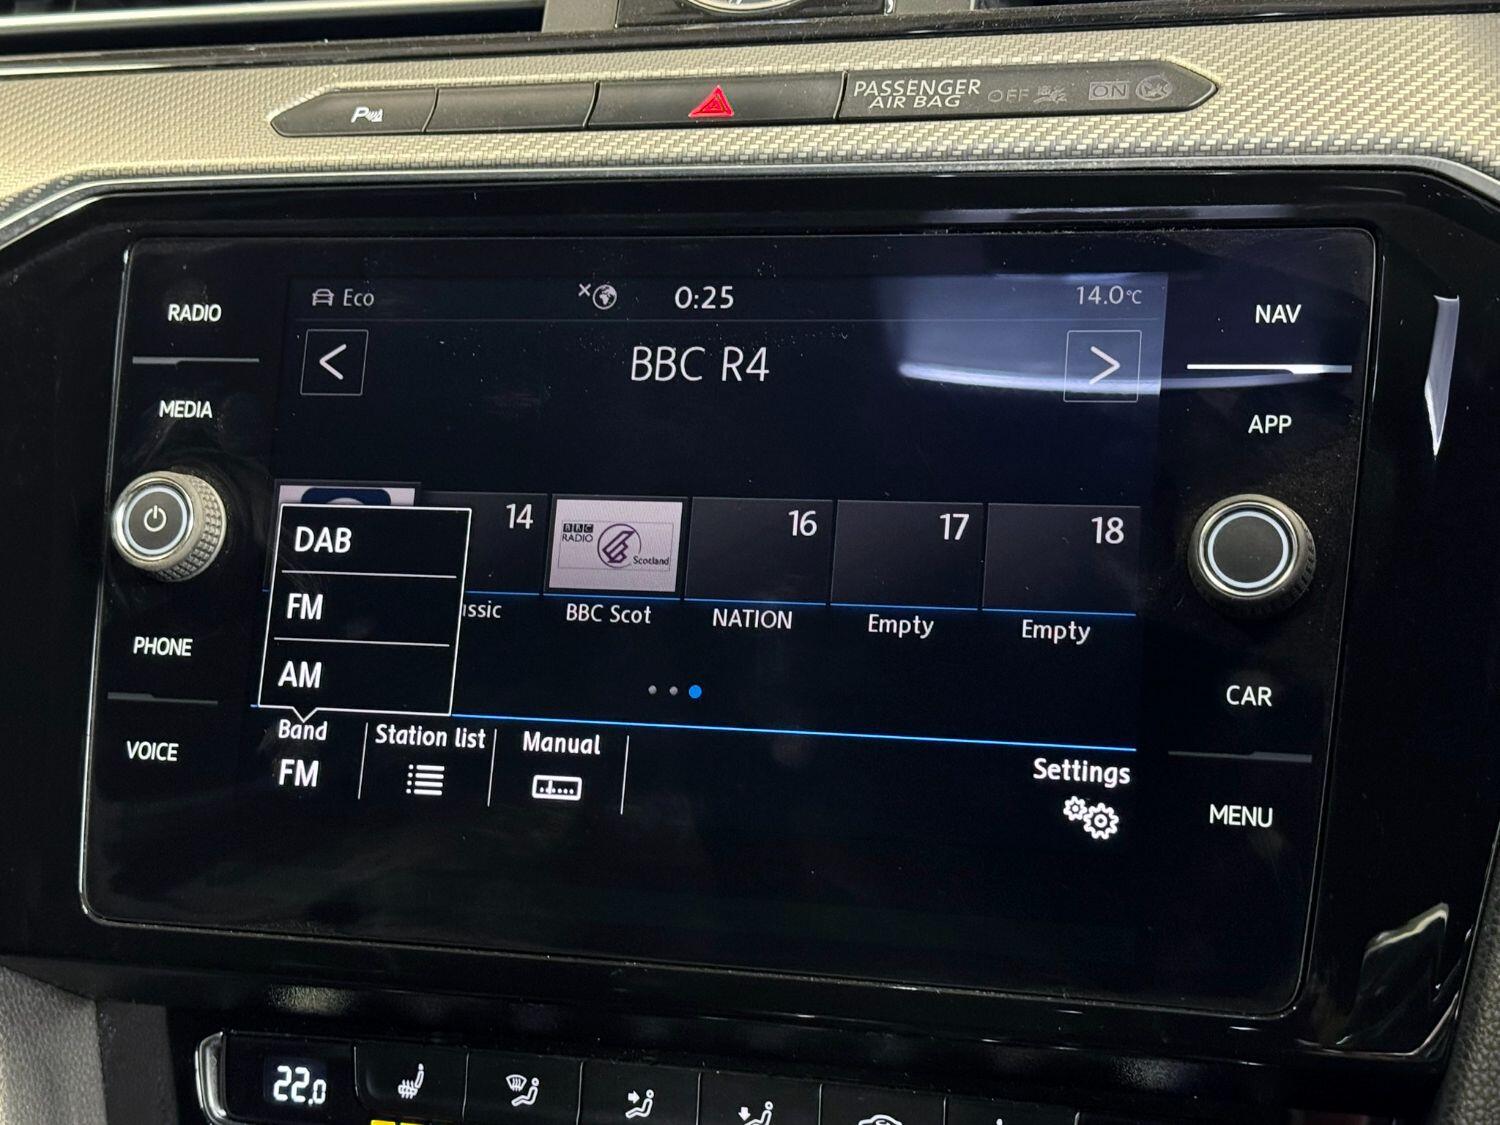 P
PASSENGER
AIR BAG
OFF
ON
RADIO
MEDIA
PHONE
VOICE
NAV
APP
CAR
MENU
Eco
0:25
14.0°C
<
BBC R4
>
14
16
17
18
BBC
RADIO
Scotland
ssic
BBC Scot
NATION
Empty
Empty
DAB
FM
AM
Band
FM
Station list
Manual
Settings
22.0